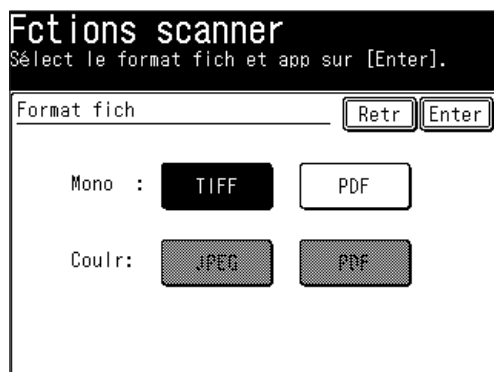 Fctions scanner
Sélect le format fich et app sur [Enter].
Format fich Retr Enter
Mono : TIFF PDF
Coulr: JPEG PDF